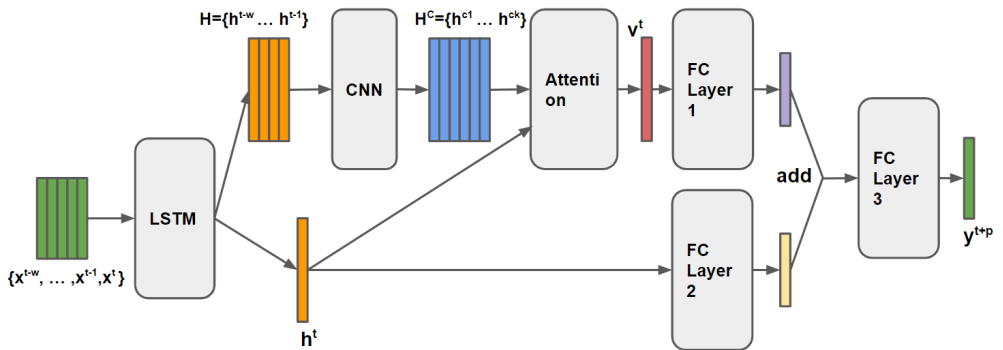 H={h^{t-w} ... h^{t-1}}
H^C={h^{c1} ... h^{ck}}
v^t
CNN
Attenti
on
FC
Layer
1
add
FC
Layer
3
LSTM
{x^{t-w}, ... ,x^{t-1},x^t}
h^t
FC
Layer
2
y^{t+p}